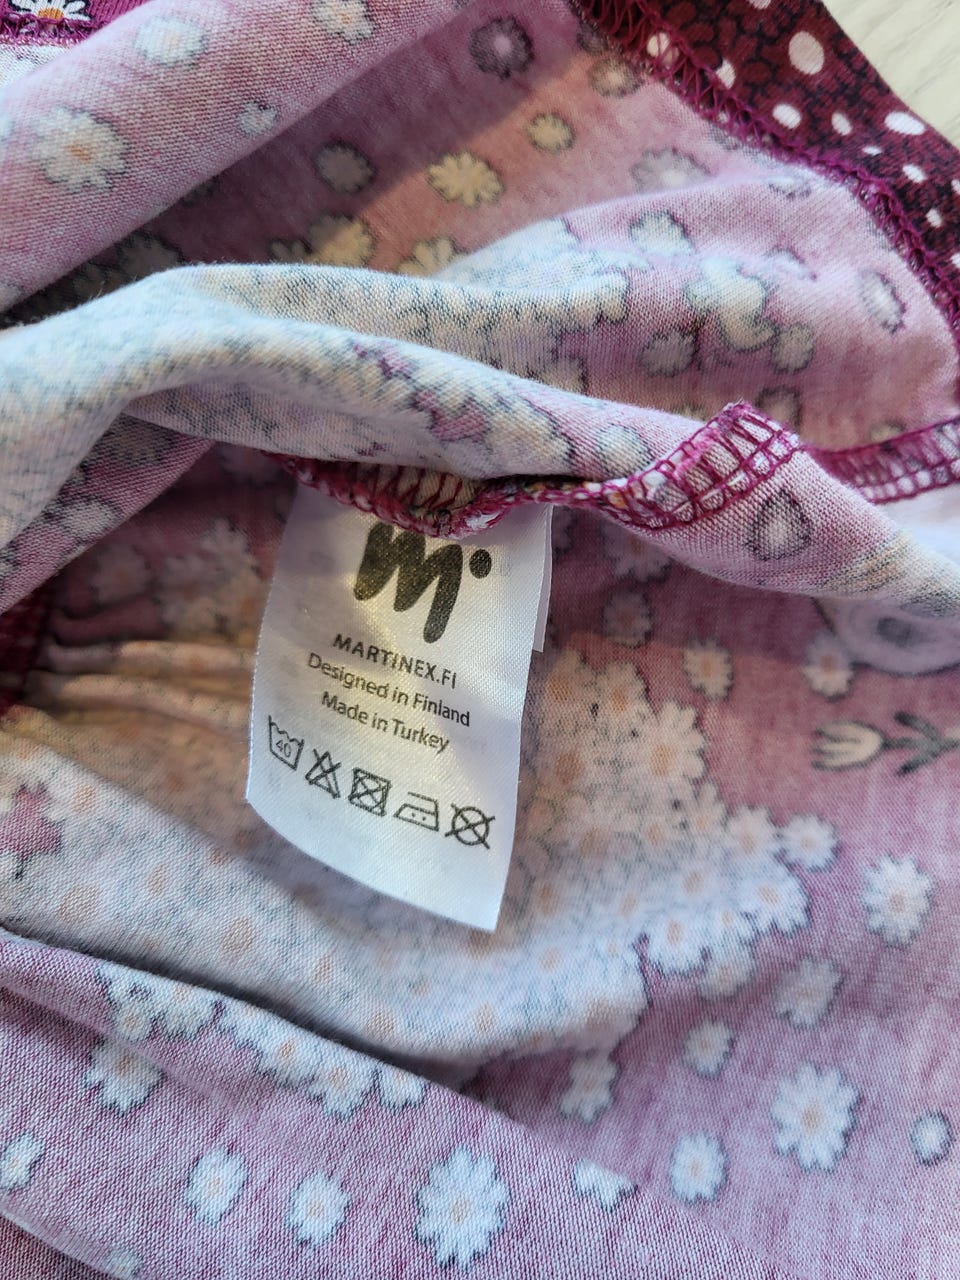 m
MARTINEX.FI
Designed in Finland
Made in Turkey
40